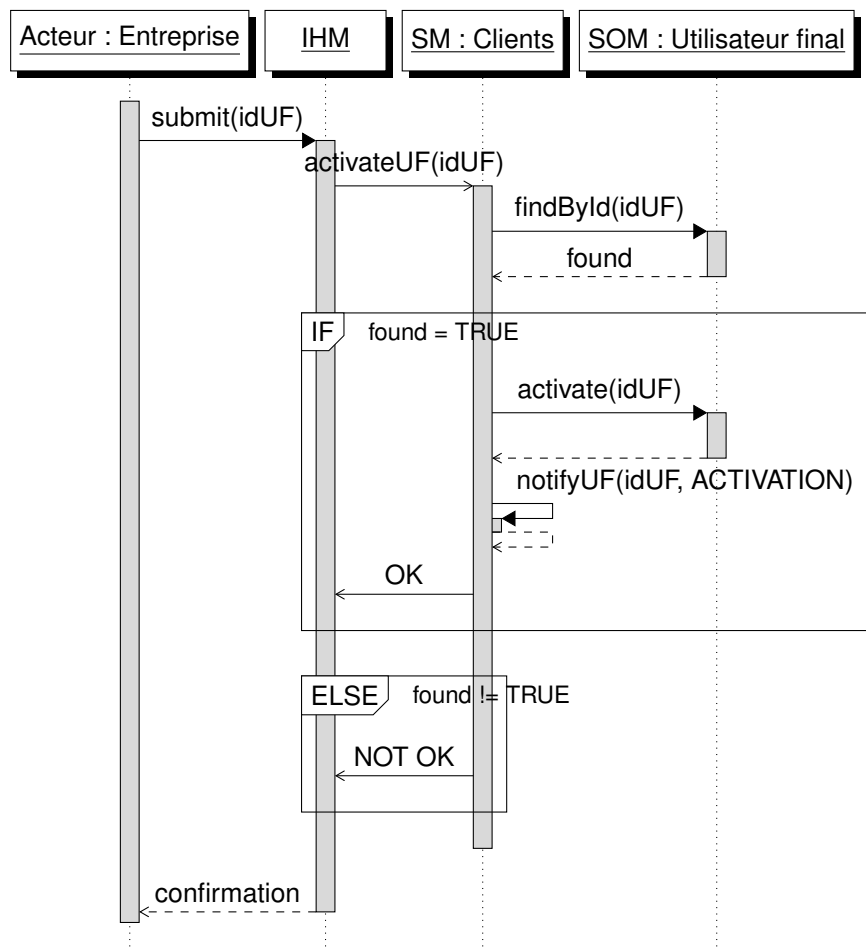 Acteur : Entreprise
IHM
SM : Clients
SOM : Utilisateur final
submit(idUF)
activateUF(idUF)
findById(idUF)
found
IF
found = TRUE
activate(idUF)
notifyUF(idUF, ACTIVATION)
OK
ELSE
found != TRUE
NOT OK
confirmation